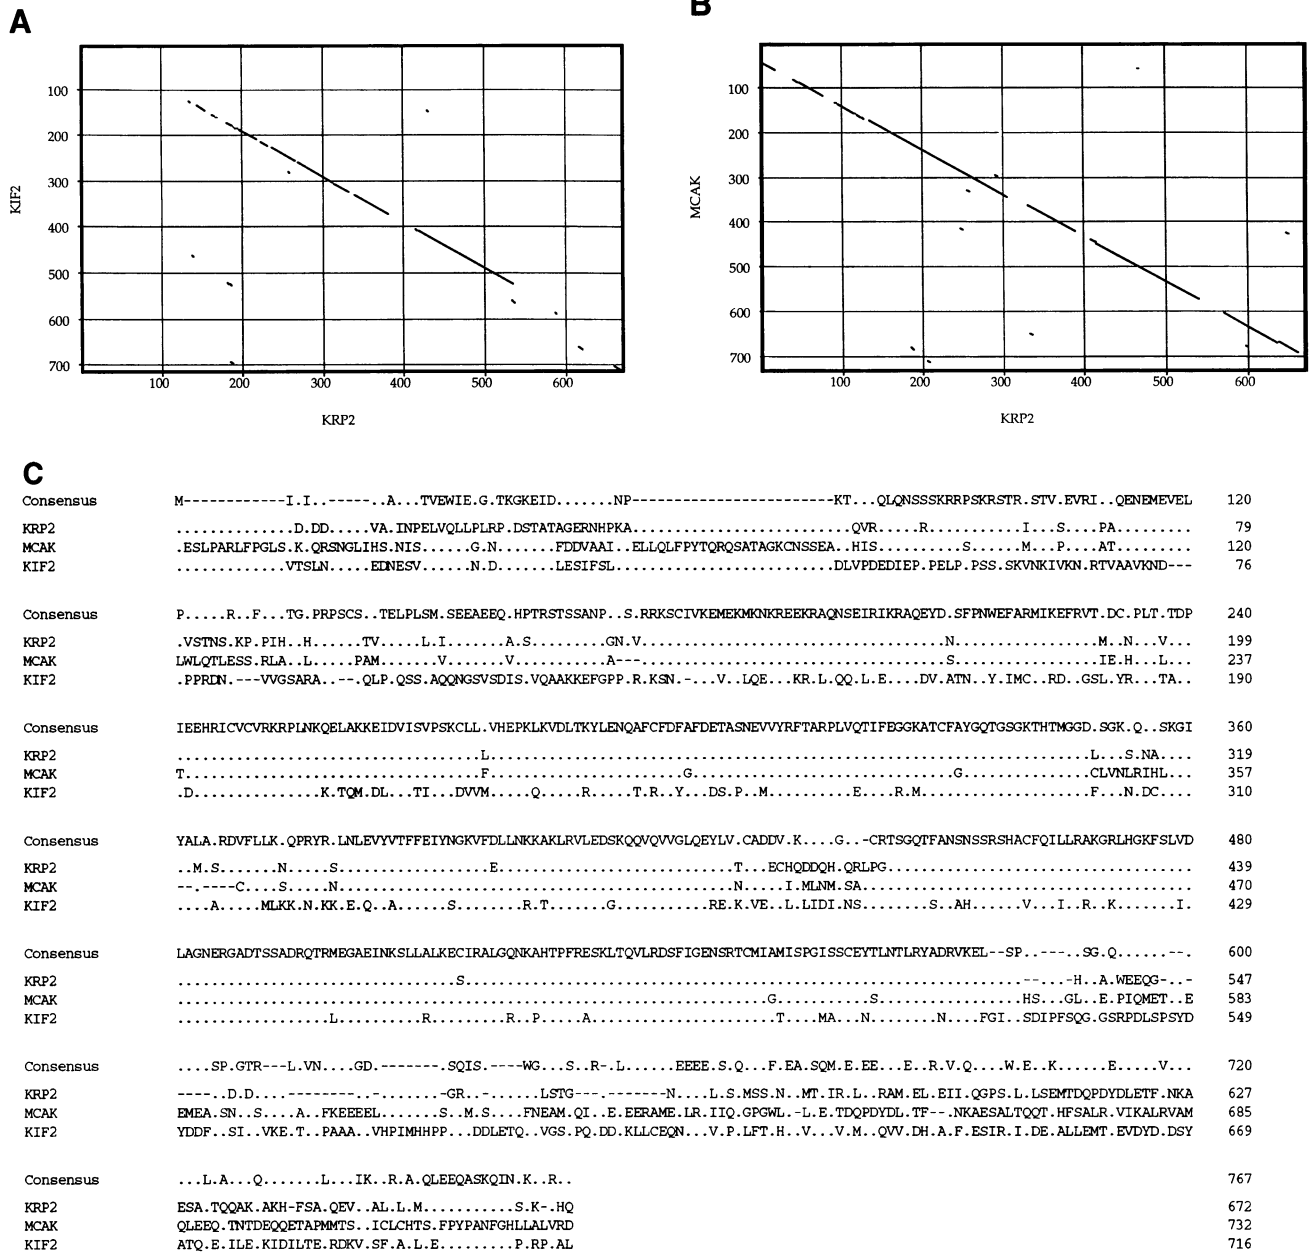 A
B
100
200
300
400
500
600
700
KIF2
100
200
300
400
500
600
KRP2
100
200
300
400
500
600
700
MCAK
100
200
300
400
500
600
KRP2
C
Consensus M------------I.I..-----..A...TVEWIE.G.TKGKEID.......NP------------------------KT...QLQNSSSKRRPSKRSTR.STV.EVRI..QENEMEVEL 120
KRP2 ..............D.DD.....VA.INPELVQLLPLRP.DSTATAGERNHPKA..........................QVR.....R...........I...S....PA......... 79
MCAK .ESLPARLFPGLS.K.QRSNGLIHS.NIS......G.N.......FDDVAAI..ELLQLFPYTQRQSATAGKCNSSEA..HIS..........S......M...P....AT......... 120
KIF2 .............VTSLN.....EDNESV......N.D.......LESIFSL..........................DLVPDEDIEP.PELP.PSS.SKVNKIVKN.RTVAAVKND--- 76
Consensus P.....R..F...TG.PRPSCS..TELPLSM.SEEAEEQ.HPTRSTSSANP..S.RRKSCIVKEMEKMKNKREEKRAQNSEIRIKRAQEYD.SFPNWEFARMIKEFRVT.DC.PLT.TDP 240
KRP2 .VSTNS.KP.PIH..H......TV.....L.I.......A.S.........GN.V....................................N.................M..N...V... 199
MCAK LWLQTLESS.RLA..L.....PAM.......V.......V...........A---....................................S.................IE.H...L... 237
KIF2 .PPRDN.---VVGSARA..--.QLP.QSS.AQQNGSVSDIS.VQAAKKEFGPP.R.KSN.----.V..LQE...KR.L.QQ.L.E....DV.ATN..Y.IMC..RD..GSL.YR...TA.. 190
Consensus IEEHRICVCVRKRPLNKQELAKKEIDVISVPSKCLL.VHEPKLKVDLTKYLENQAFCFDFAFDETASNEVVYRFTARPLVQTIFEGGKATCFAYGQTGSGKTHTMGGD.SGK.Q..SKGI 360
KRP2 ....................................L.......................................................................L...S.NA.... 319
MCAK T...................................F.......................G................................G...............CLVNLRIHL... 357
KIF2 .D...............K.TQM.DL...TI...DVVM.....Q.....R.....T.R..Y...DS.P..M..........E....R.M....................F...N.DC.... 310
Consensus YALA.RDVFLLK.QPRYR.LNLEVYVTFFEIYNGKVFDLLNKKAKLRVLEDSKQQVQVVGLQEYLV.CADDV.K....G..-CRTSGQTFANSNSSRSHACFQILLRAKGRLHGKFSLVD 480
KRP2 ..M.S.......N.....S..................E............................T...ECHQDDQH.QRLPG.................................... 439
MCAK --.----C....S.....N...............................................N.....I.MLNM.SA....................................... 470
KIF2 ....A.....MLKK.N.KK.E.Q..A......S........R.T.......G...........RE.K.VE..L.LIDI.NS........S..AH......V...I..R..K.......I. 429
Consensus LAGNERGADTSSADRQTRMEGAEINKSLLALKECIRALGQNKAHTPFRESKLTQVLRDSFIGENSRTCMIAMISPGISSCEYTLNTLRYADRVKEL--SP....----..SG.Q......--. 600
KRP2 .................................S..................................................................--....-H..A.WEEQG-..- 547
MCAK ......................................................................G...........S.................HS...GL..E.PIQMET..E 583
KIF2 ..................L..........R.........R..P.....A......................T....MA...N........N....FGI..SDIPFSQG.GSRPDLSPSYD 549
Consensus ....SP.GTR---L.VN....GD.-------.SQIS.----WG...S..R-.L......EEEE.S.Q...F.EA.SQM.E.EE...E..R.V.Q....W.E..K......E.....V... 720
KRP2 ----..D.D....--------.......-GR.......LSTG-----------N....L.S.MSS.N..MT.IR.L..RAM.EL.EII.QGPS.L.LSEMTDQPDYDLETF.NKA 627
MCAK EMEA.SN..S....A..FKEEEEL.......S..M.S....FNEAM.QI..E.EERAME.LR.IIQ.GPGWL.-L.E.TDQPDYDL.TF--.NKAESALTQQT.HFSALR.VIKALRVAM 685
KIF2 YDDF...SI..VKE.T..PAAA..VHPIMHHPP...DDLETQ..VGS.PQ.DD.KLLCEQN...V.P.LFT.H..V...V.M..QVV.DH.A.F.ESIR.I.DE.ALLEMT.EVDYD.DSY 669
Consensus ...L.A...Q.......L...IK..R.A.QLEEQASKQIN.K..R.. 767
KRP2 ESA.TQQAK.AKH-FSA.QEV..AL.L.M...........S.K-.HQ 672
MCAK QLEEQ.TNTDEQQETAPMMTS..ICLCHTS.FPYPANFGHLLALVRD 732
KIF2 ATQ.E.ILE.KIDILTE.RDKV.SF.A.L.E.........P.RP.AL 716